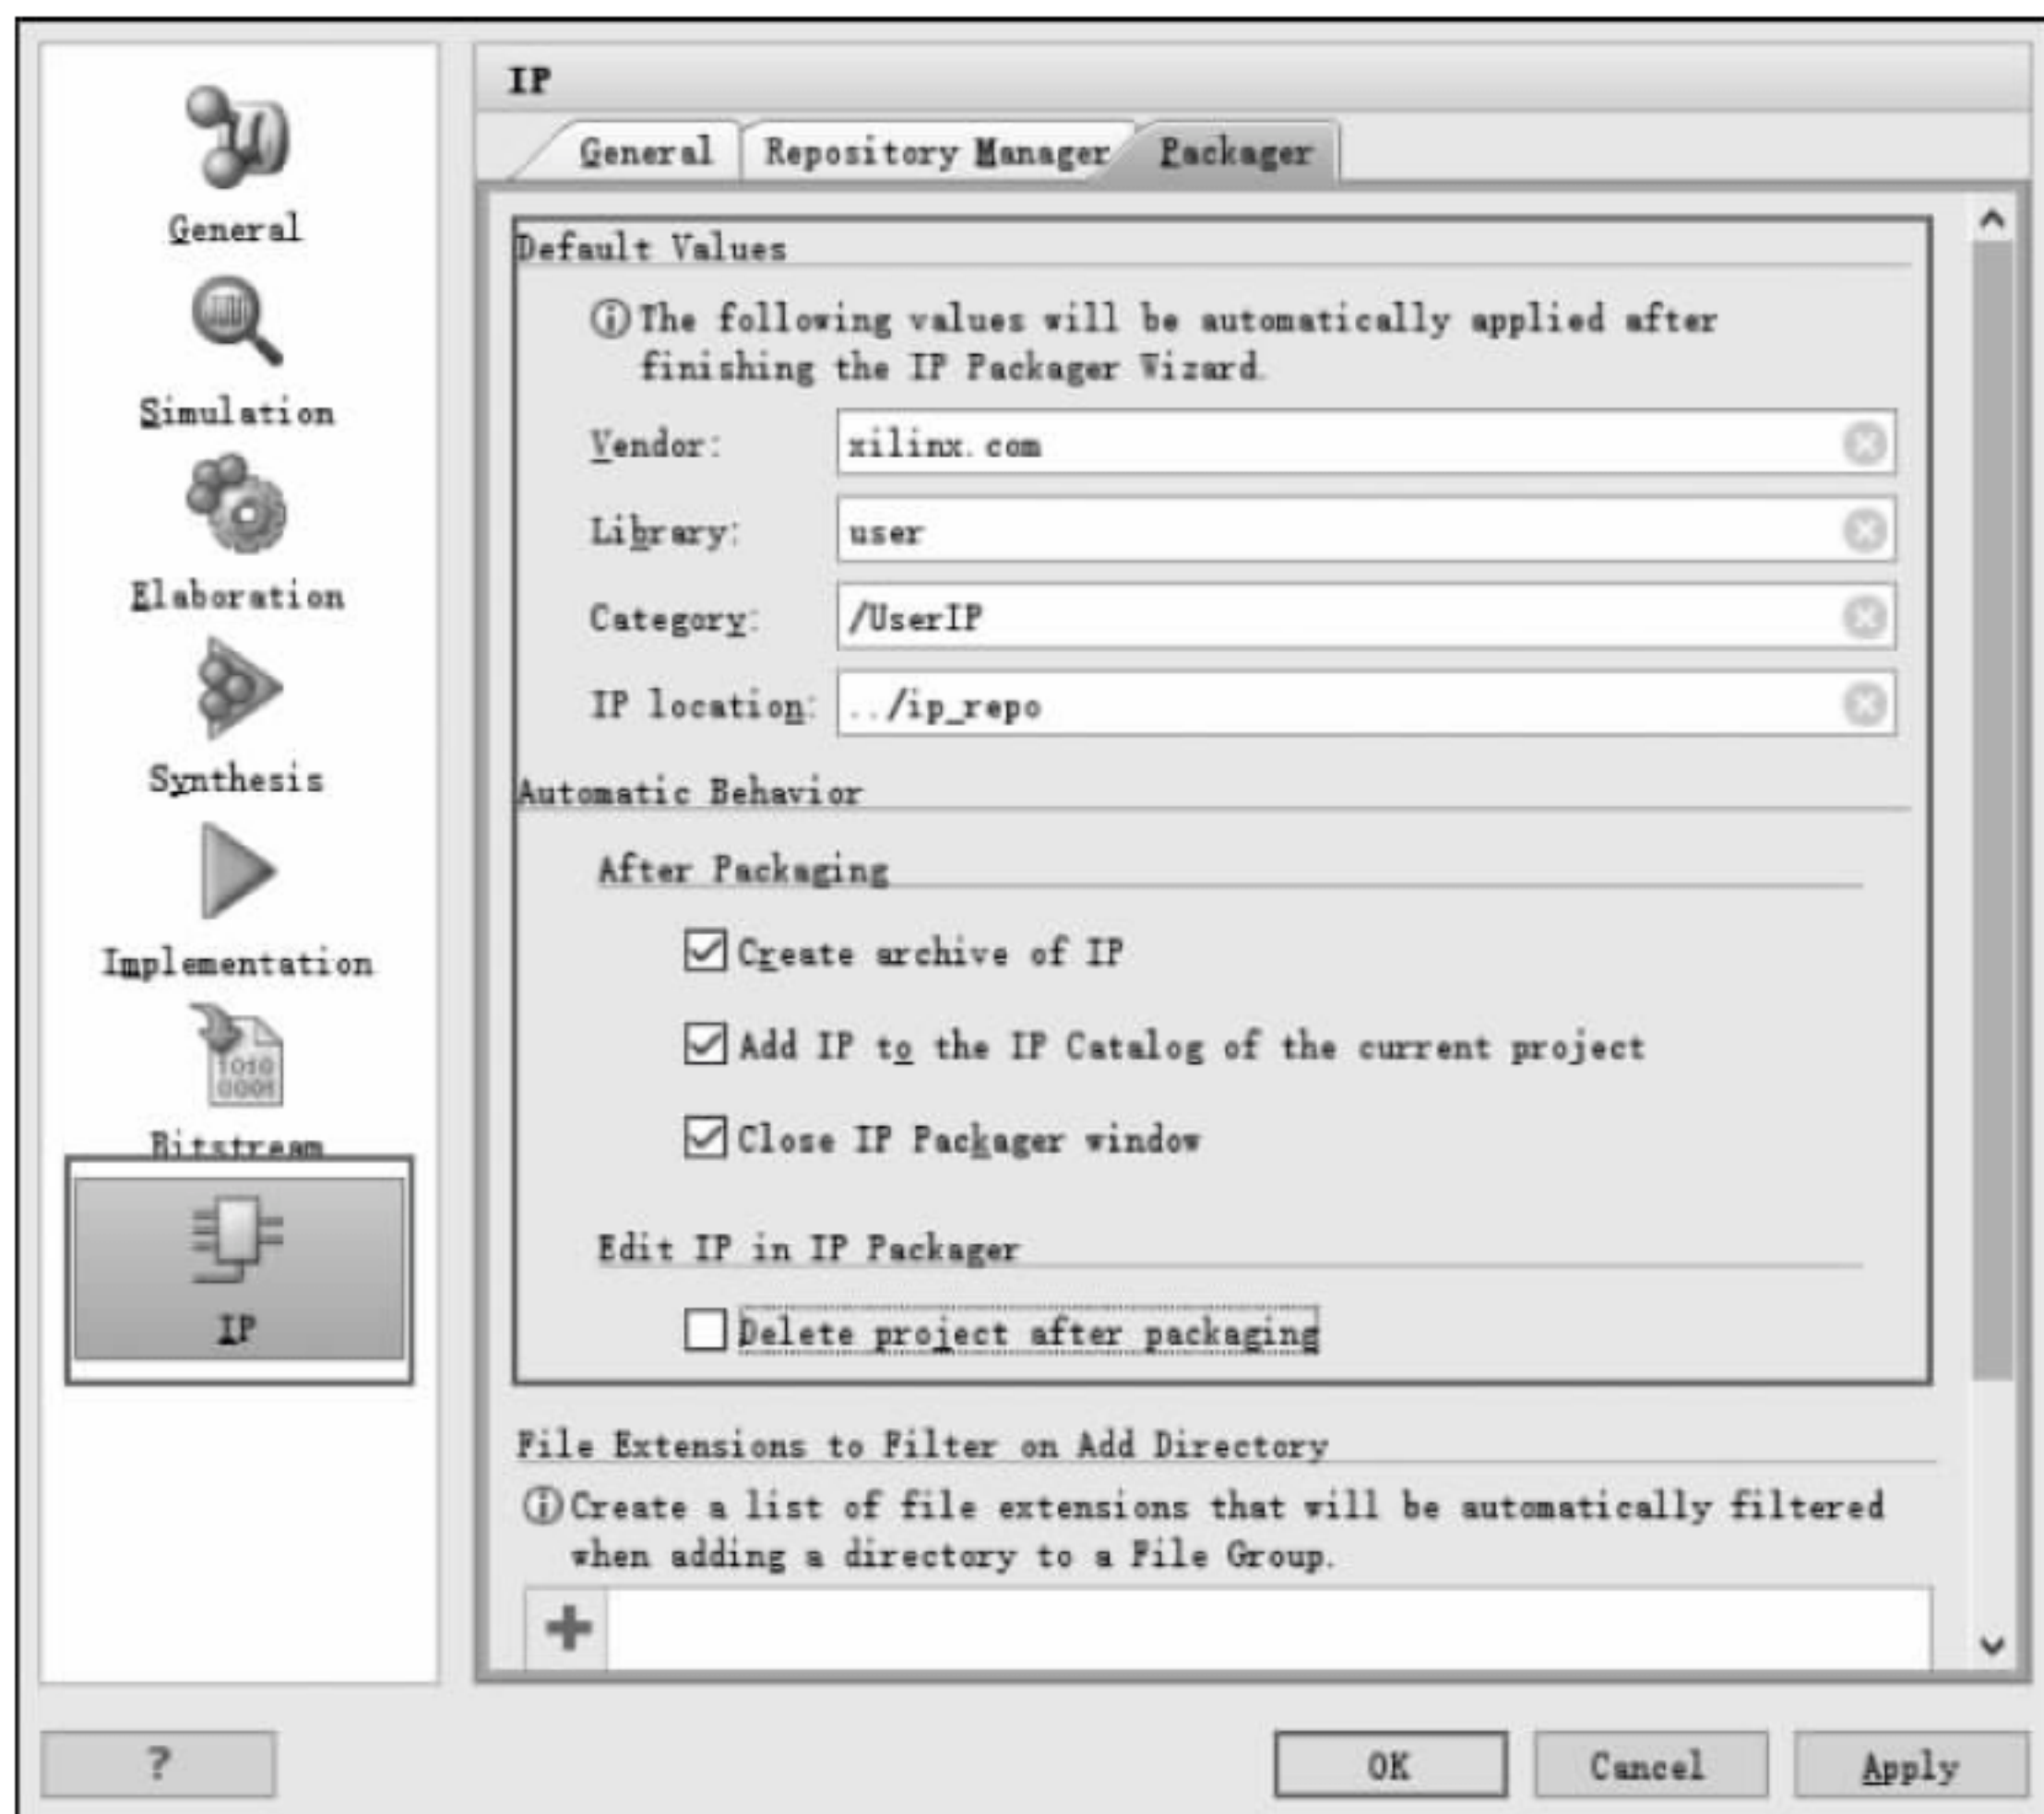 General
Simulation
Elaboration
Synthesis
Implementation
1010
0001
Bitstream
IP
IP
General
Repository Manager
Packager
Default Values
The following values will be automatically applied after
finishing the IP Packager Wizard.
Vendor: xilinx.com
Library: user
Category: /UserIP
IP location: ../ip_repo
Automatic Behavior
After Packaging
Create archive of IP
Add IP to the IP Catalog of the current project
Close IP Packager window
Edit IP in IP Packager
Delete project after packaging
File Extensions to Filter on Add Directory
Create a list of file extensions that will be automatically filtered
when adding a directory to a File Group.
?
OK
Cancel
Apply